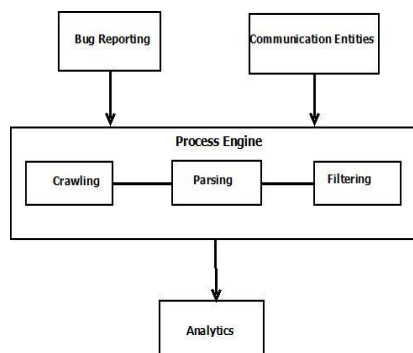 Bug Reporting
Communication Entities
Process Engine
Crawling
Parsing
Filtering
Analytics